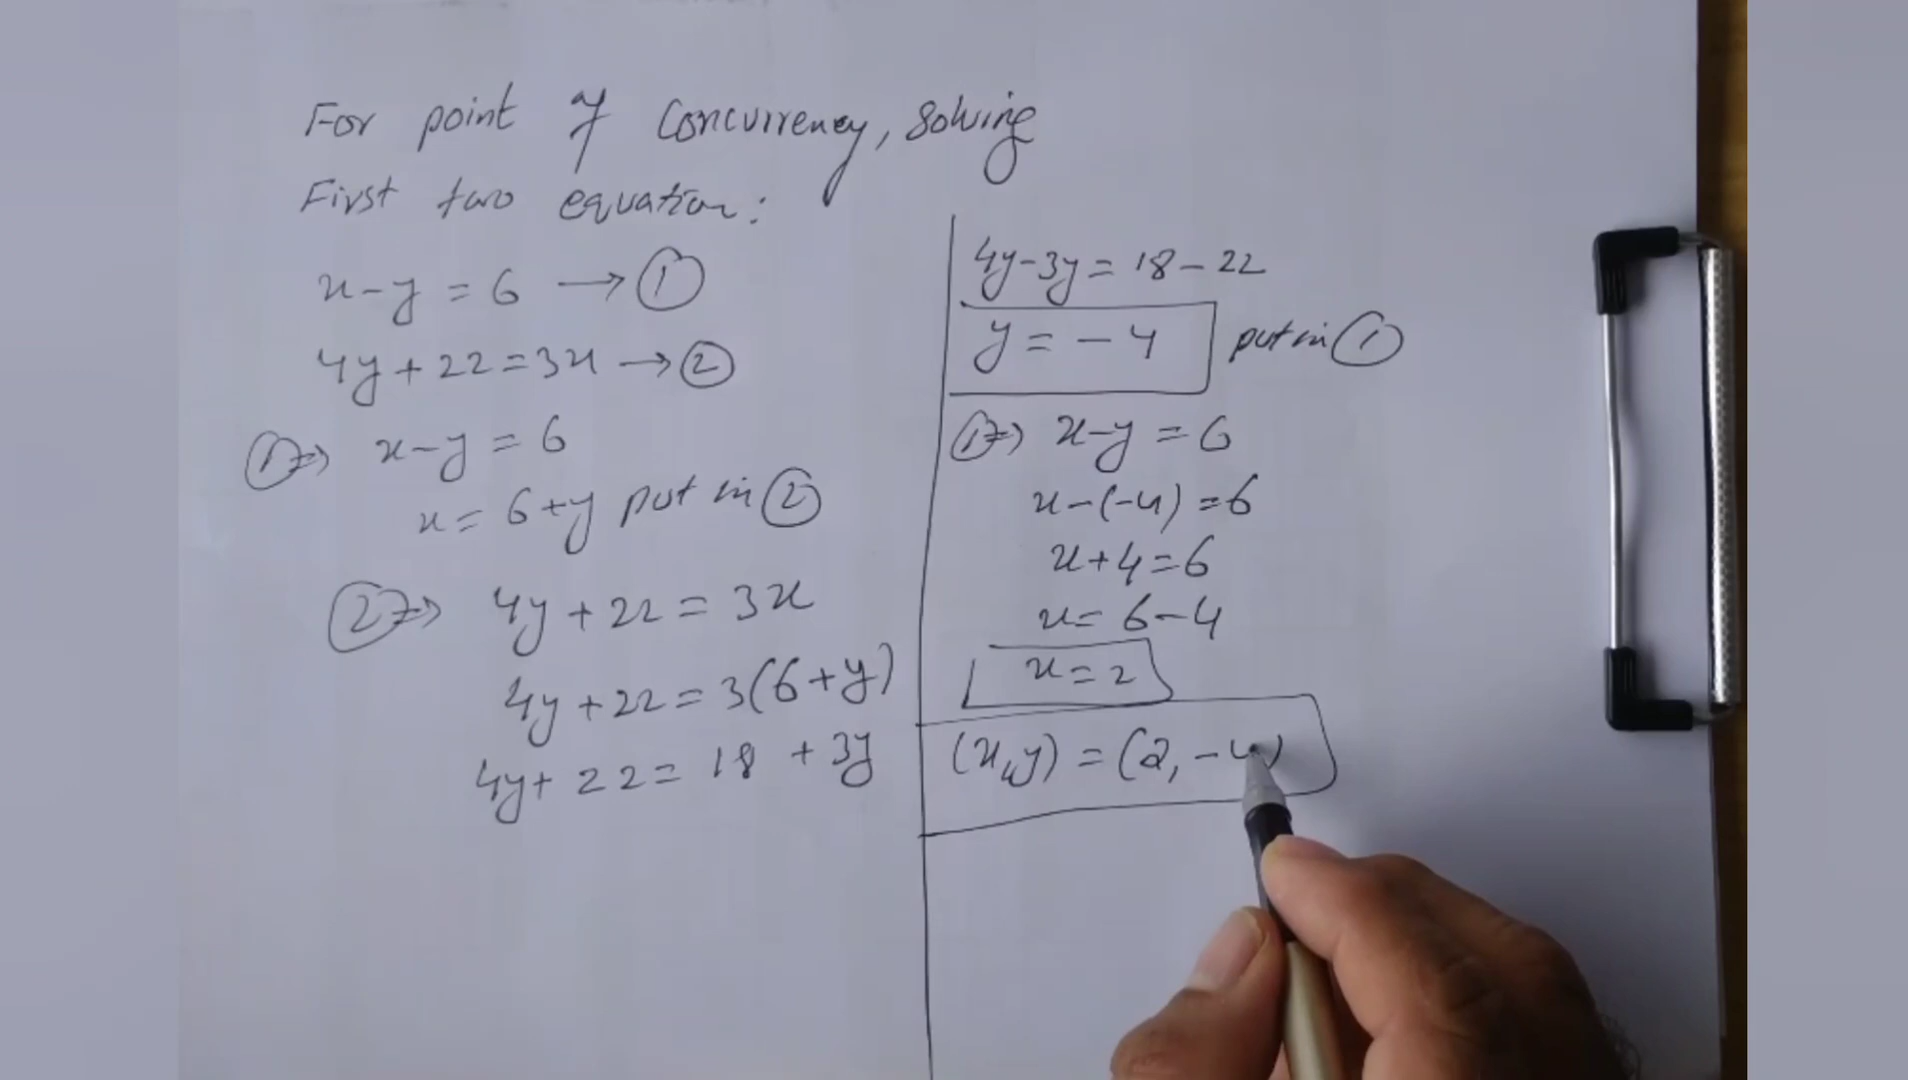 For point of Concurrency, Solving
First two equation:
x-y = 6 → ①
4y+22=3x → ②
① ⇒ x-y = 6
x = 6+y put in ②
② ⇒ 4y+22 = 3x
4y+22 = 3(6+y)
4y+22 = 18 + 3y
4y-3y = 18-22
y = -4 put in ①
① ⇒ x-y = 6
x-(-4) = 6
x+4=6
x = 6-4
x = 2
(x, y) = (2, -4)